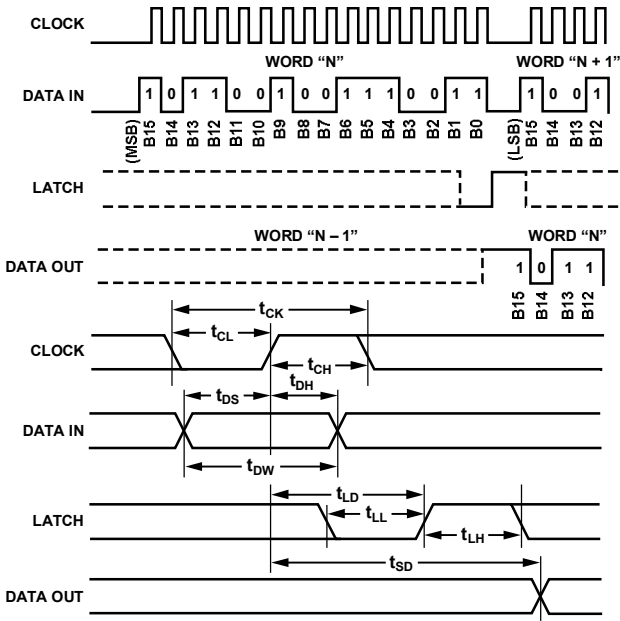 CLOCK
WORD “N”
WORD “N + 1”
DATA IN
1 0 1 1 0 0 1 0 0 1 1 1 0 0 1 1
1 0 0 1
(MSB) B15 B14 B13 B12 B11 B10 B9 B8 B7 B6 B5 B4 B3 B2 B1 B0
(LSB) B15 B14 B13 B12
LATCH
WORD “N – 1”
WORD “N”
DATA OUT
1 0 1 1
B15 B14 B13 B12
tCK
tCL
CLOCK
tCH
tDS
tDH
DATA IN
tDW
tLD
LATCH
tLL
tLH
tSD
DATA OUT